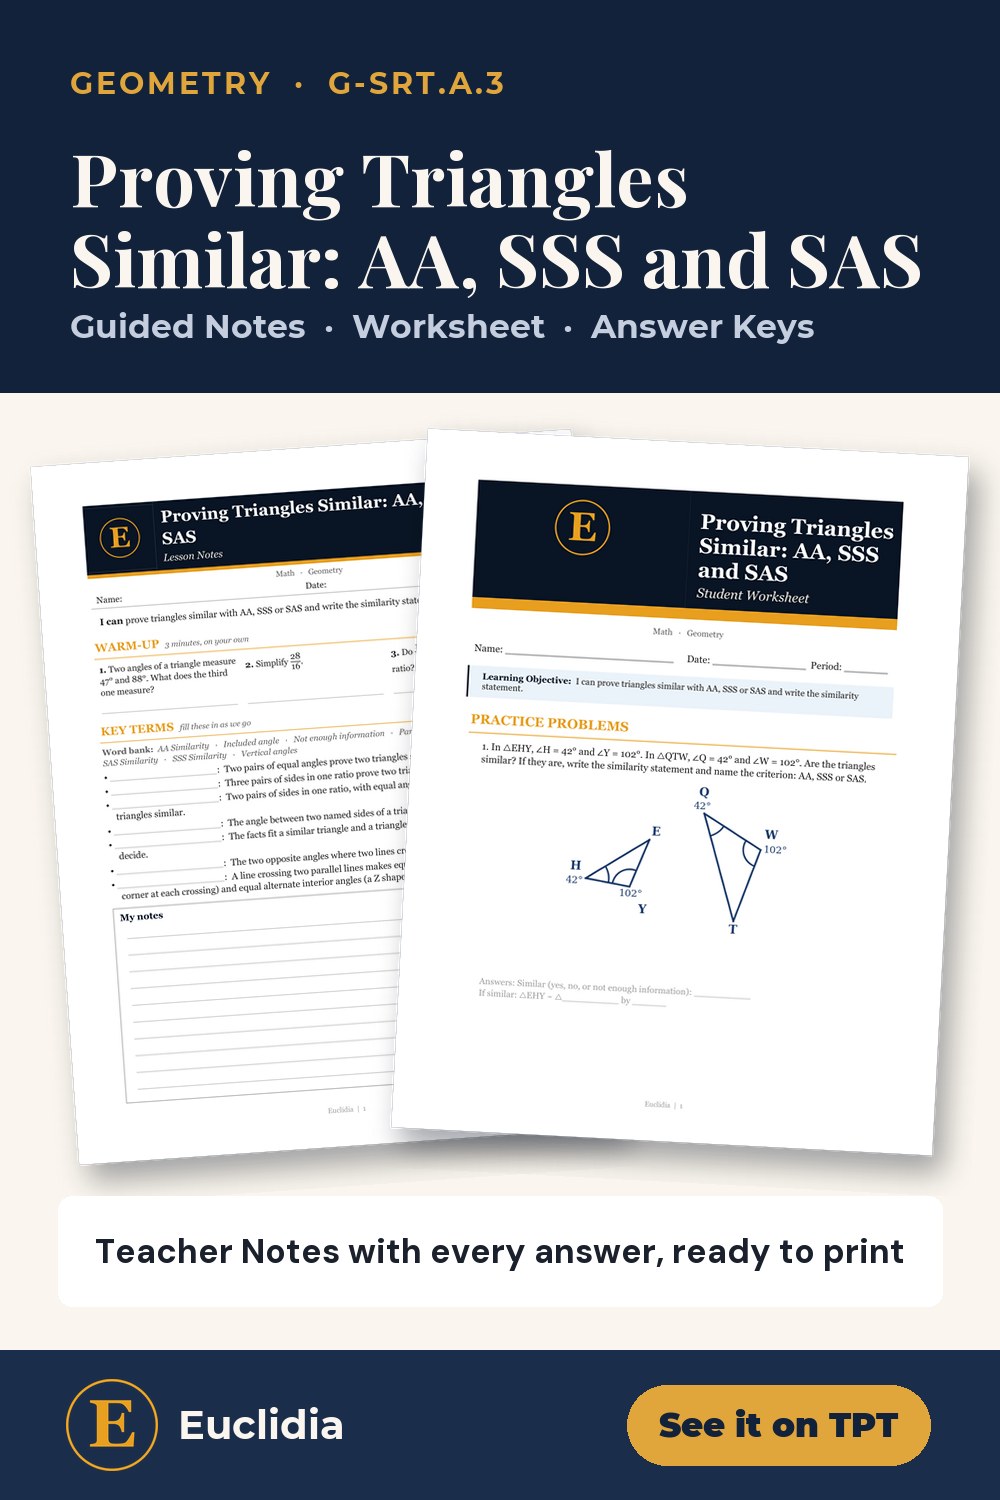 GEOMETRY · G-SRT.A.3
Proving Triangles
Similar: AA, SSS and SAS
Guided Notes · Worksheet · Answer Keys
E
Proving Triangles Similar: AA,
SAS
Lesson Notes
Math · Geometry
Name:
Date:
I can prove triangles similar with AA, SSS or SAS and write the similarity
WARM-UP 3 minutes, on your own
1. Two angles of a triangle measure
47° and 88°. What does the third
one measure?
2. Simplify 28/16.
3. Do
ratio?
KEY TERMS fill these in as we go
Word bank: AA Similarity · Included angle · Not enough information ·
SAS Similarity · SSS Similarity · Vertical angles
• : Two pairs of equal angles prove two triangles
• : Three pairs of sides in one ratio prove two
• : Two pairs of sides in one ratio, with equal
triangles similar.
• : The angle between two named sides of a
• : The facts fit a similar triangle and a triangle
decide.
• : The two opposite angles where two lines
• : A line crossing two parallel lines makes
corner at each crossing) and equal alternate interior angles (a Z
My notes
Euclidia | 1
E
Proving Triangles
Similar: AA, SSS
and SAS
Student Worksheet
Math · Geometry
Name: Date: Period:
Learning Objective: I can prove triangles similar with AA, SSS or SAS and write the similarity
statement.
PRACTICE PROBLEMS
1. In △EHY, ∠H = 42° and ∠Y = 102°. In △QTW, ∠Q = 42° and ∠W = 102°. Are the triangles
similar? If they are, write the similarity statement and name the criterion: AA, SSS or SAS.
Q
42°
E
W
102°
H
42°
102°
Y
T
Answers: Similar (yes, no, or not enough information):
If similar: △EHY ~ △ by
Euclidia | 1
Teacher Notes with every answer, ready to print
E
Euclidia
See it on TPT